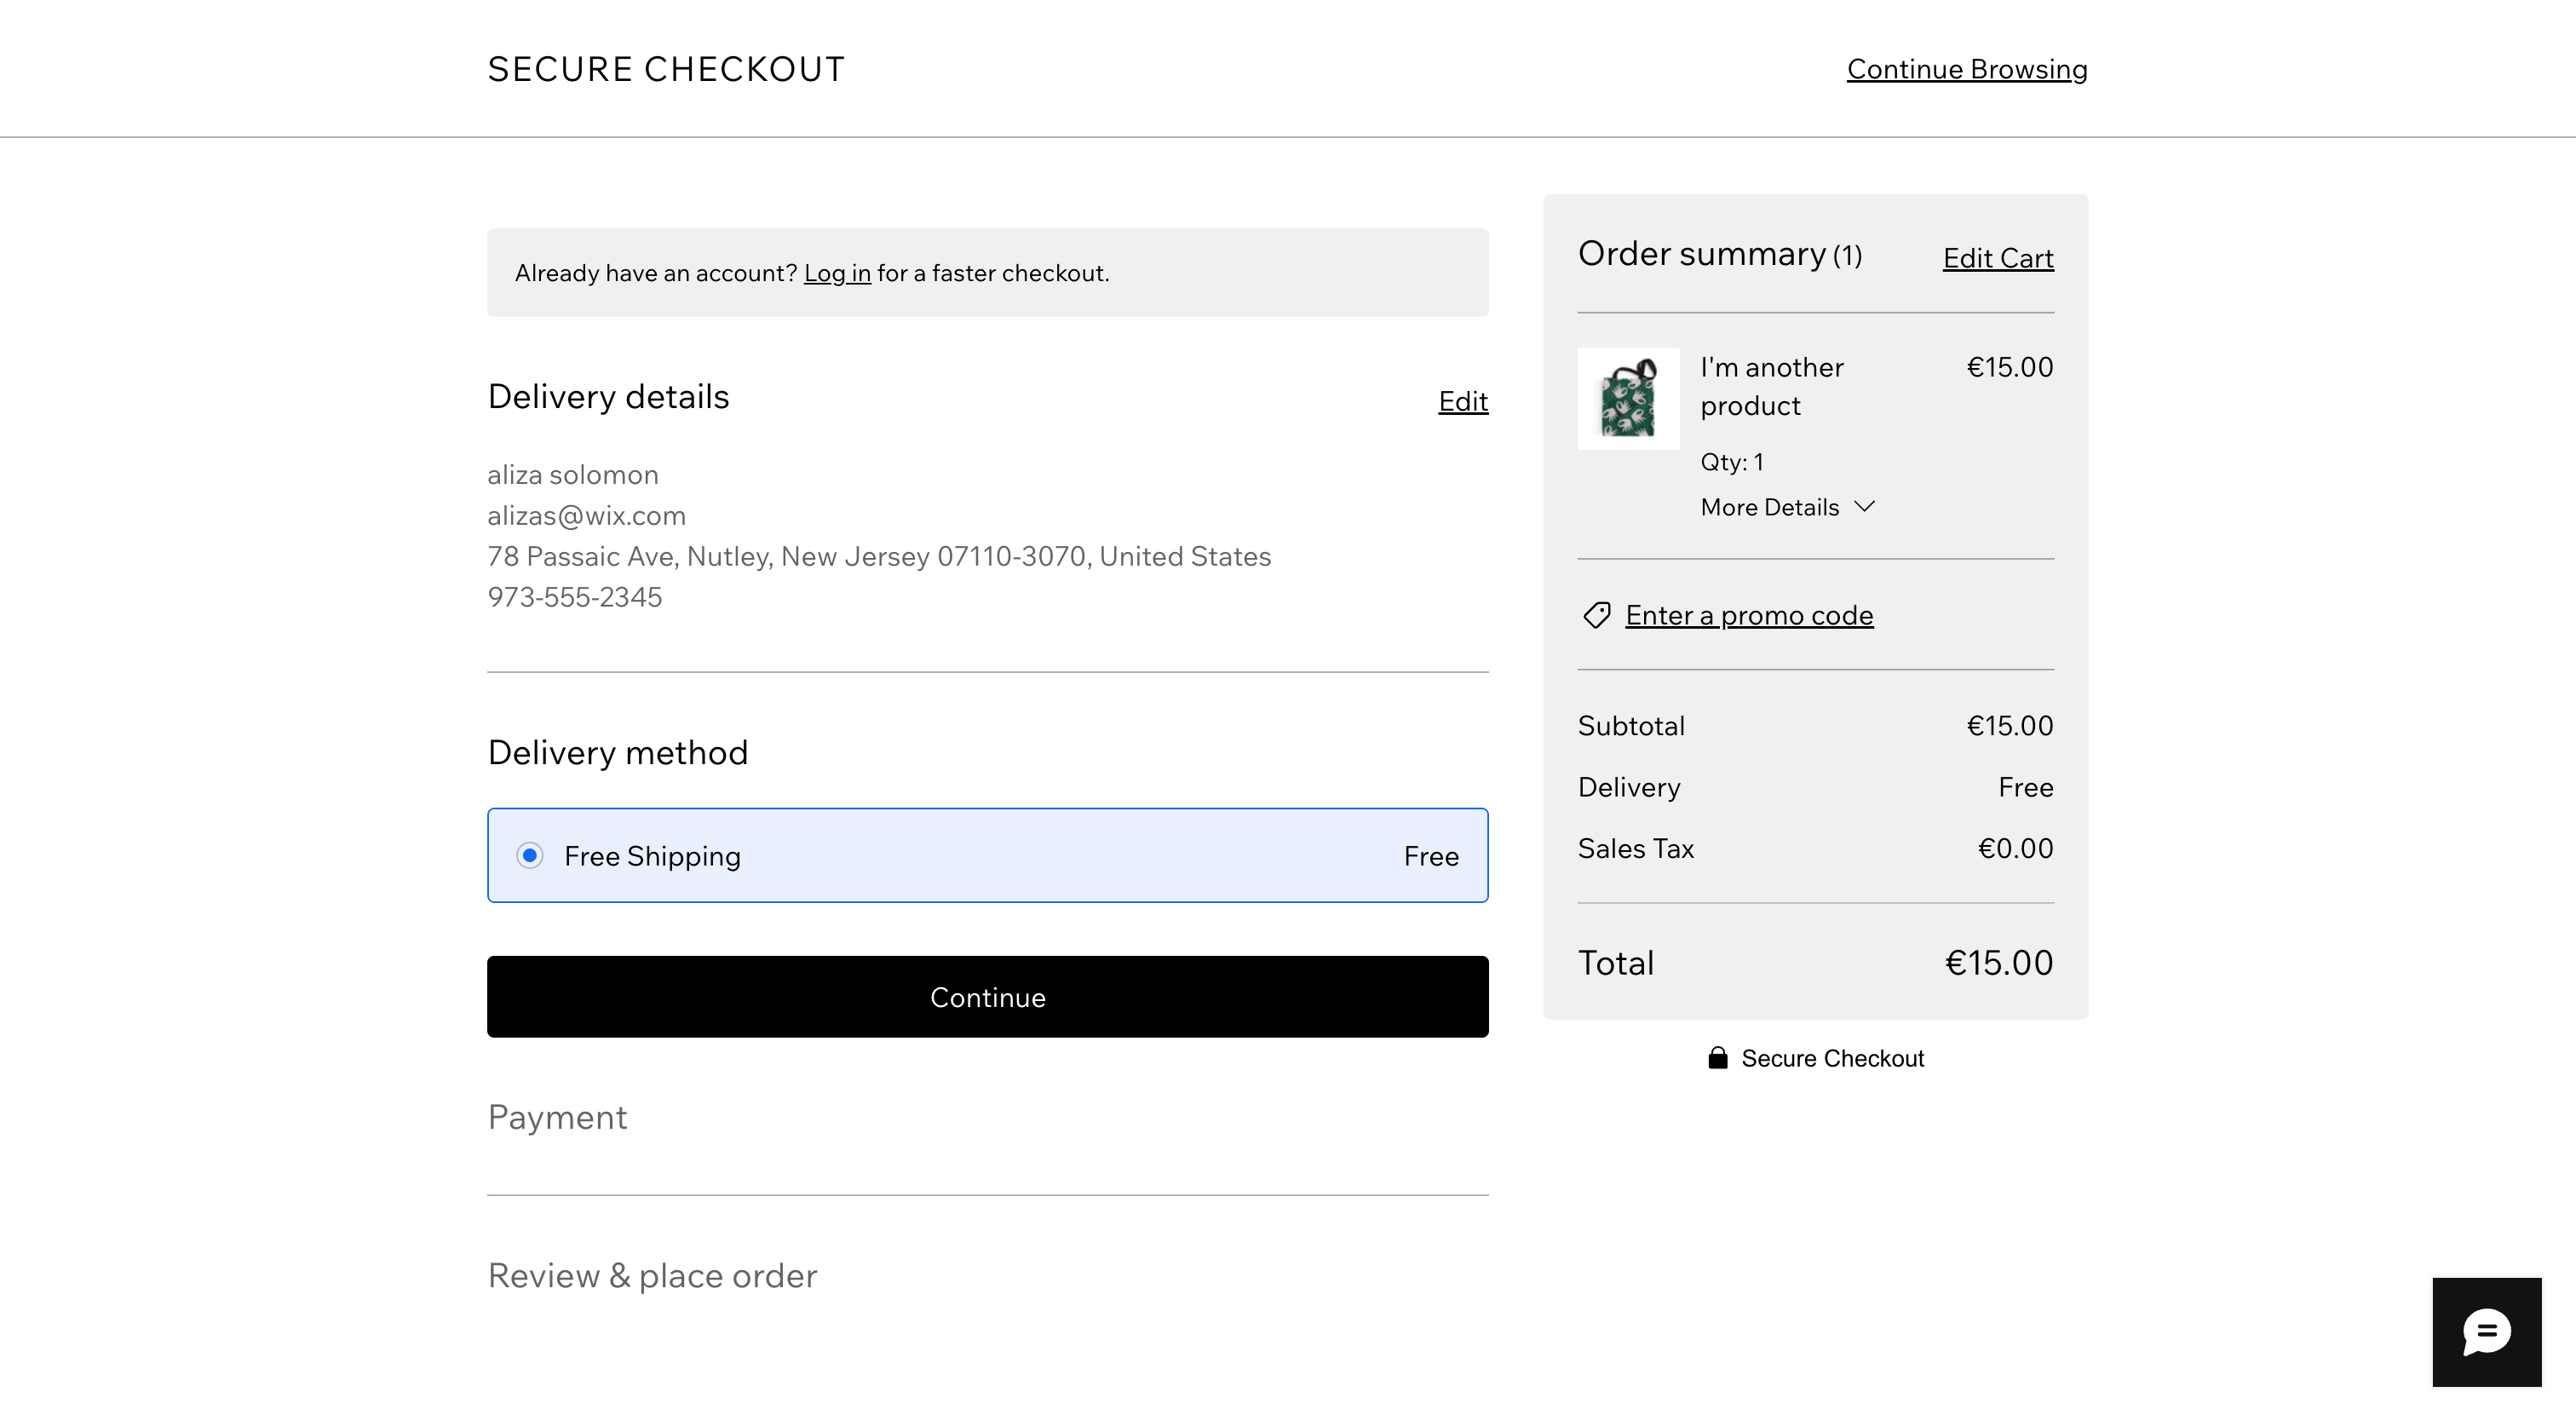 SECURE CHECKOUT
Continue Browsing
Already have an account? Log in for a faster checkout.
Delivery details
Edit
aliza solomon
alizas@wix.com
78 Passaic Ave, Nutley, New Jersey 07110-3070, United States
973-555-2345
Delivery method
Free Shipping
Free
Continue
Payment
Review & place order
Order summary (1)
Edit Cart
I'm another
product
€15.00
Qty: 1
More Details
Enter a promo code
Subtotal
€15.00
Delivery
Free
Sales Tax
€0.00
Total
€15.00
Secure Checkout